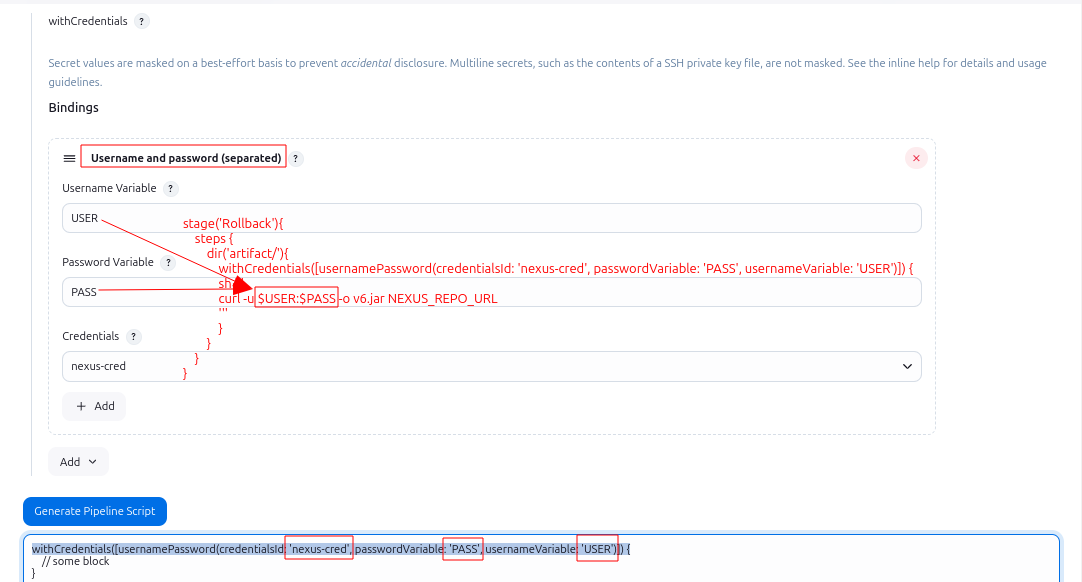 withCredentials ?
Secret values are masked on a best-effort basis to prevent accidental disclosure. Multiline secrets, such as the contents of a SSH private key file, are not masked. See the inline help for details and usage
guidelines.
Bindings
Username and password (separated) ?
Username Variable ?
USER
stage('Rollback'){
steps {
dir('artifact/'){
Password Variable ?
withCredentials([usernamePassword(credentialsId: 'nexus-cred', passwordVariable: 'PASS', usernameVariable: 'USER')]) {
sh
PASS
curl -u $USER:$PASS -o v6.jar NEXUS_REPO_URL
'''
}
Credentials ?
}
}
nexus-cred
}
+ Add
Add
Generate Pipeline Script
withCredentials([usernamePassword(credentialsId: 'nexus-cred', passwordVariable: 'PASS', usernameVariable: 'USER')]) {
// some block
}